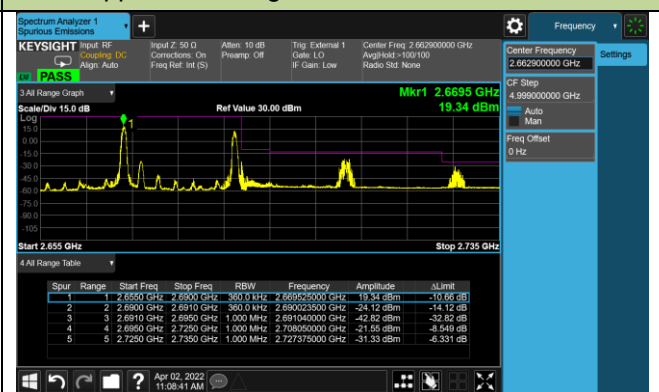 Spectrum Analyzer 1
Spurious Emissions
Frequency
KEYSIGHT
Input: RF
Coupling: DC
Align: Auto
Input Z: 50 Ω
Corrections: On
Freq Ref: Int (S)
Atten: 10 dB
Preamp: Off
Trig: External 1
Gate: LO
IF Gain: Low
Center Freq: 2.662900000 GHz
Avg|Hold:>100/100
Radio Std: None
PASS
Center Frequency
2.662900000 GHz
Settings
CF Step
4.999000000 GHz
Auto
Man
Freq Offset
0 Hz
3 All Range Graph
Mkr1 2.6695 GHz
19.34 dBm
Scale/Div 15.0 dB
Ref Value 30.00 dBm
Log
1
15.0
0.00
-15.0
-30.0
-45.0
-60.0
-75.0
-90.0
-105
Start 2.655 GHz
Stop 2.735 GHz
4 All Range Table
Spur Range Start Freq Stop Freq RBW Frequency Amplitude ΔLimit
1 1 2.6550 GHz 2.6900 GHz 360.0 kHz 2.669525000 GHz 19.34 dBm -10.66 dB
2 2 2.6900 GHz 2.6910 GHz 360.0 kHz 2.690023500 GHz -24.12 dBm -14.12 dB
3 3 2.6910 GHz 2.6950 GHz 1.000 MHz 2.691040000 GHz -42.82 dBm -32.82 dB
4 4 2.6950 GHz 2.7250 GHz 1.000 MHz 2.708050000 GHz -21.55 dBm -8.549 dB
5 5 2.7250 GHz 2.7350 GHz 1.000 MHz 2.727375000 GHz -31.33 dBm -6.331 dB
Apr 02, 2022
11:08:41 AM